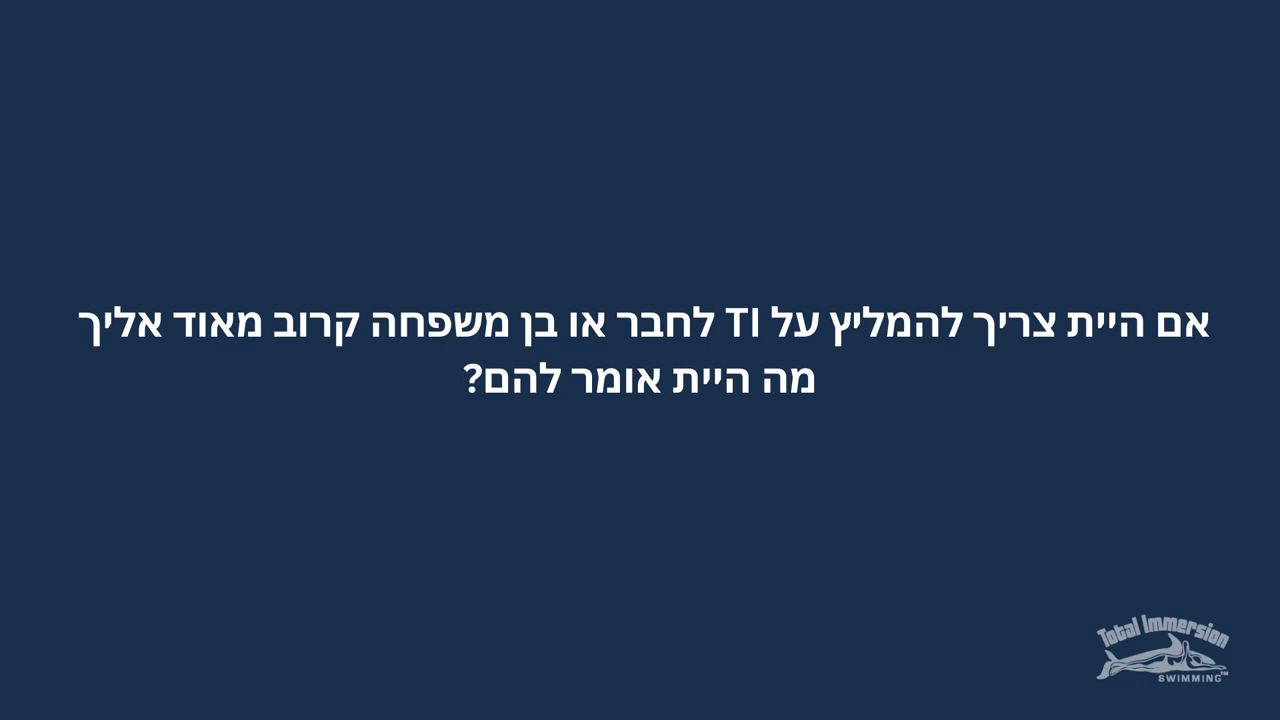 אם היית צריך להמליץ על TI לחבר או בן משפחה קרוב מאוד אליך
מה היית אומר להם?
Total Immersion
SWIMMING™